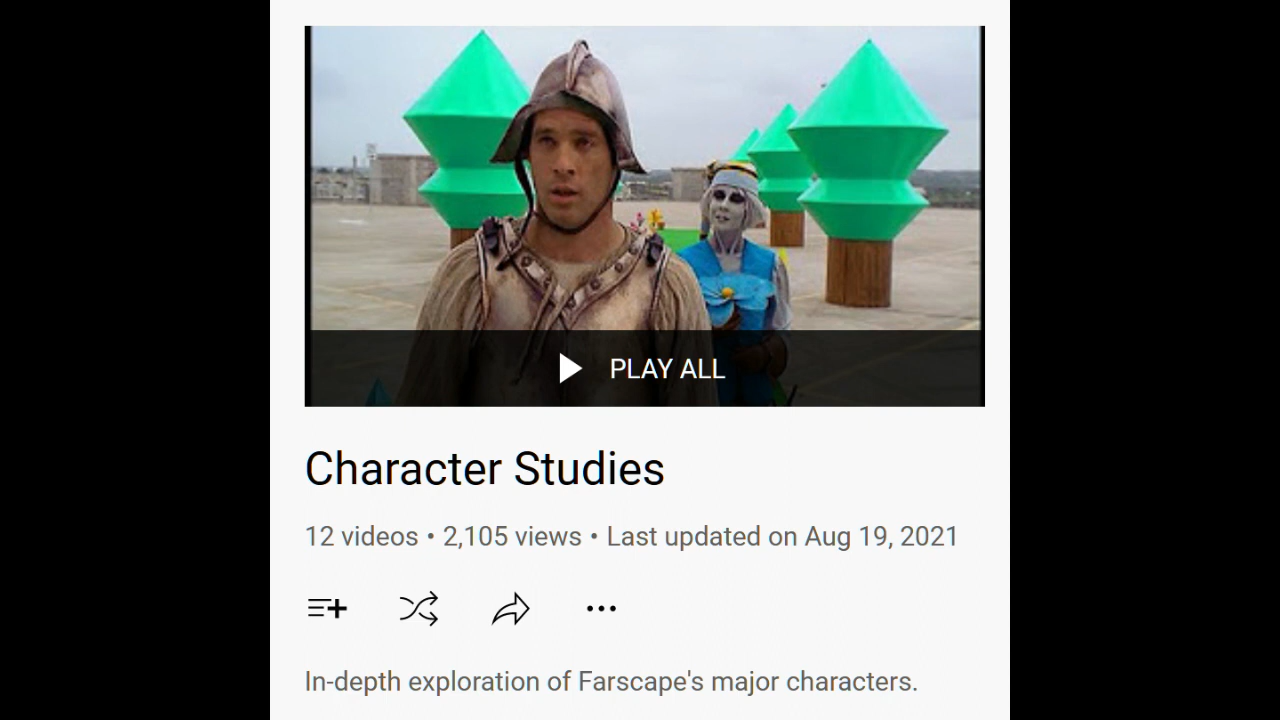 PLAY ALL
Character Studies
12 videos • 2,105 views • Last updated on Aug 19, 2021
In-depth exploration of Farscape's major characters.